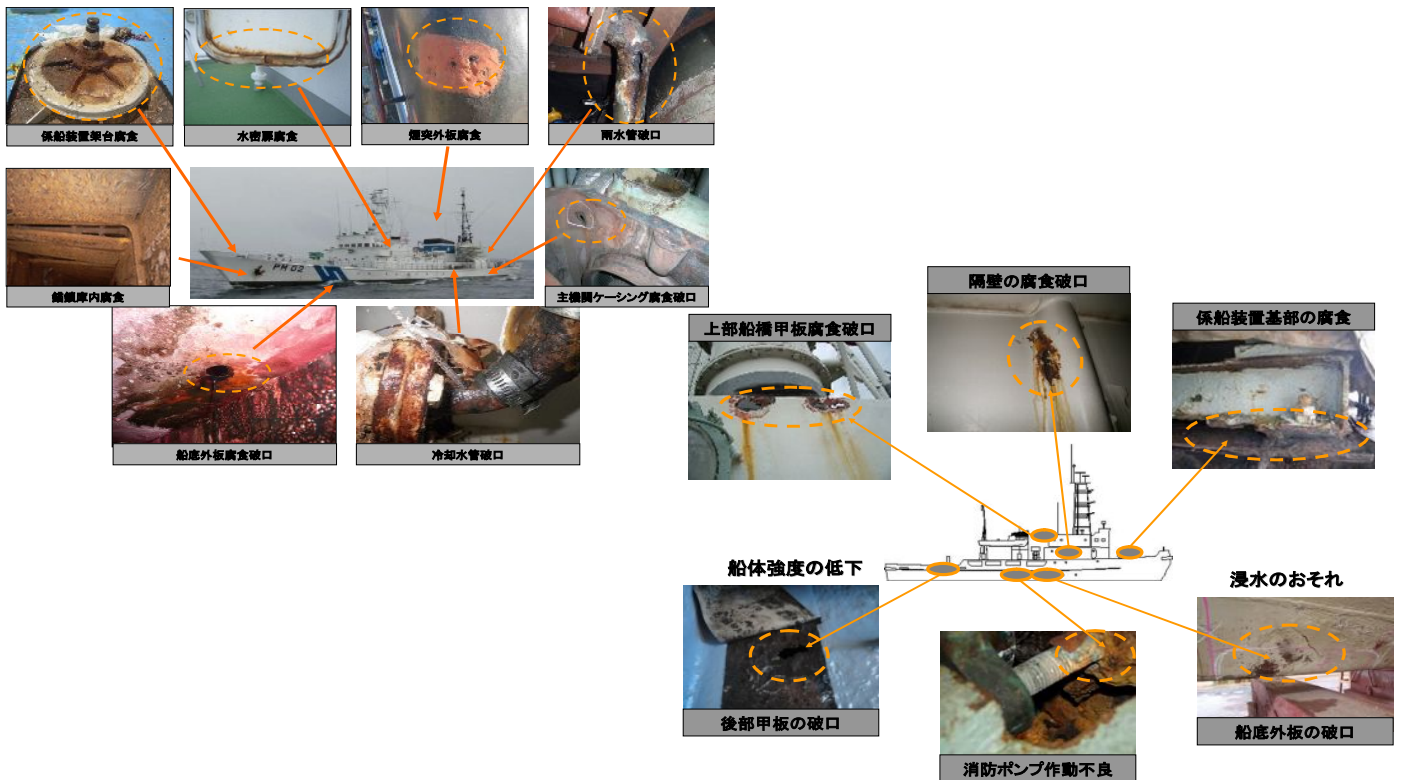 係船装置架台腐食
水密扉腐食
煙突外板腐食
雨水管破口
錨鎖庫内腐食
PM 02
主機関ケーシング腐食破口
船底外板腐食破口
冷却水管破口
隔壁の腐食破口
上部船橋甲板腐食破口
係船装置基部の腐食
船体強度の低下
浸水のおそれ
後部甲板の破口
船底外板の破口
消防ポンプ作動不良